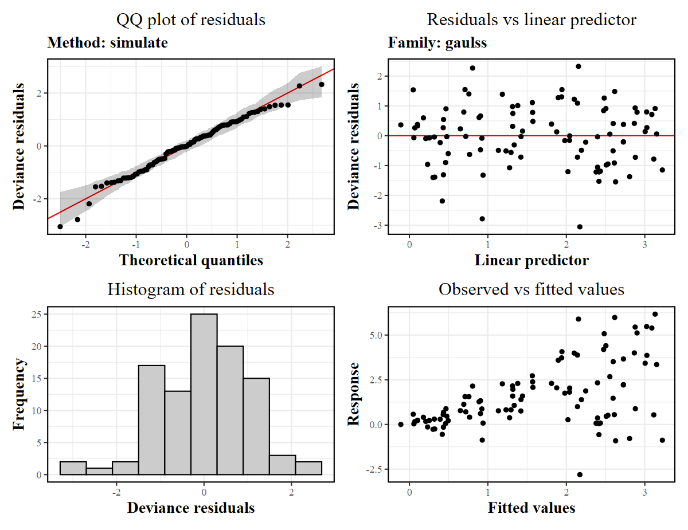 QQ plot of residuals
Method: simulate
Deviance residuals
2
0
-2
-2 -1 0 1 2
Theoretical quantiles
Residuals vs linear predictor
Family: gaulss
Deviance residuals
2
1
0
-1
-2
-3
0 1 2 3
Linear predictor
Histogram of residuals
Frequency
25
20
15
10
5
0
-2 0 2
Deviance residuals
Observed vs fitted values
Response
5.0
2.5
0.0
-2.5
0 1 2 3
Fitted values